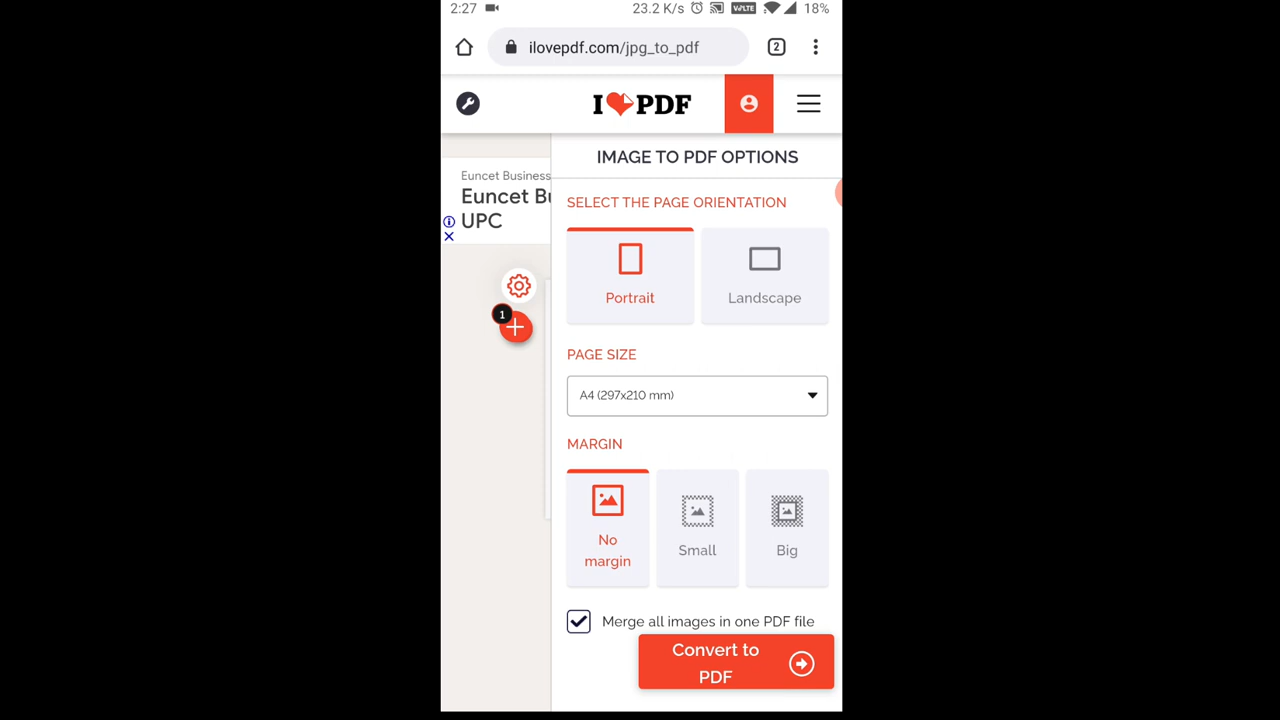 2:27 23.2 K/s VoLTE 18%
ilovepdf.com/jpg_to_pdf 2
I PDF
IMAGE TO PDF OPTIONS
Euncet Business
Euncet Bu
UPC
SELECT THE PAGE ORIENTATION
Portrait Landscape
1
PAGE SIZE
A4 (297x210 mm)
MARGIN
No
margin
Small
Big
Merge all images in one PDF file
Convert to
PDF